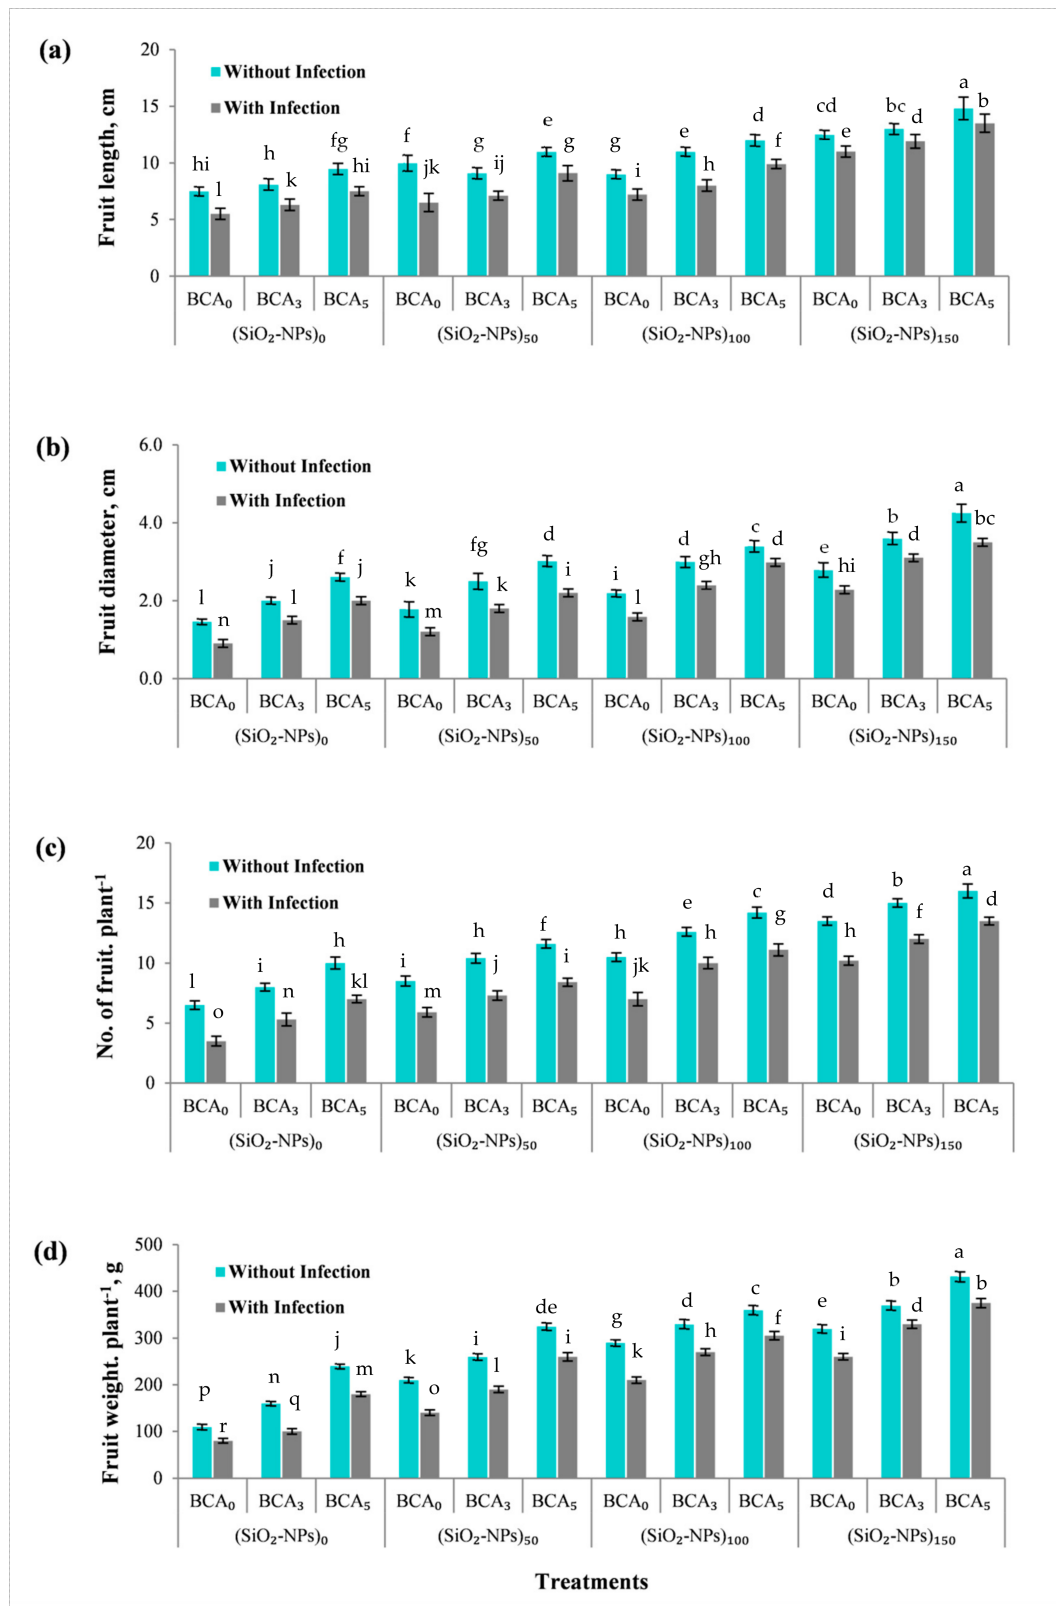 (a)
20
15
10
5
0
Fruit length, cm
Without Infection
With Infection
hi l h k fg hi f jk g ij e g g i e h d f cd e bc d a b
BCA₀ BCA₃ BCA₅ BCA₀ BCA₃ BCA₅ BCA₀ BCA₃ BCA₅ BCA₀ BCA₃ BCA₅
(SiO₂-NPs)₀ (SiO₂-NPs)₅₀ (SiO₂-NPs)₁₀₀ (SiO₂-NPs)₁₅₀
(b)
6.0
4.0
2.0
0.0
Fruit diameter, cm
Without Infection
With Infection
l n j l f j k m fg k d i i l d gh c d e hi b d a bc
BCA₀ BCA₃ BCA₅ BCA₀ BCA₃ BCA₅ BCA₀ BCA₃ BCA₅ BCA₀ BCA₃ BCA₅
(SiO₂-NPs)₀ (SiO₂-NPs)₅₀ (SiO₂-NPs)₁₀₀ (SiO₂-NPs)₁₅₀
(c)
20
15
10
5
0
No. of fruit. plant⁻¹
Without Infection
With Infection
l o i n h kl i m h j f i h jk e h c g d h b f a d
BCA₀ BCA₃ BCA₅ BCA₀ BCA₃ BCA₅ BCA₀ BCA₃ BCA₅ BCA₀ BCA₃ BCA₅
(SiO₂-NPs)₀ (SiO₂-NPs)₅₀ (SiO₂-NPs)₁₀₀ (SiO₂-NPs)₁₅₀
(d)
500
400
300
200
100
0
Fruit weight. plant⁻¹, g
Without Infection
With Infection
p r n q j m k o i l de i g k d h c f e i b d a b
BCA₀ BCA₃ BCA₅ BCA₀ BCA₃ BCA₅ BCA₀ BCA₃ BCA₅ BCA₀ BCA₃ BCA₅
(SiO₂-NPs)₀ (SiO₂-NPs)₅₀ (SiO₂-NPs)₁₀₀ (SiO₂-NPs)₁₅₀
Treatments